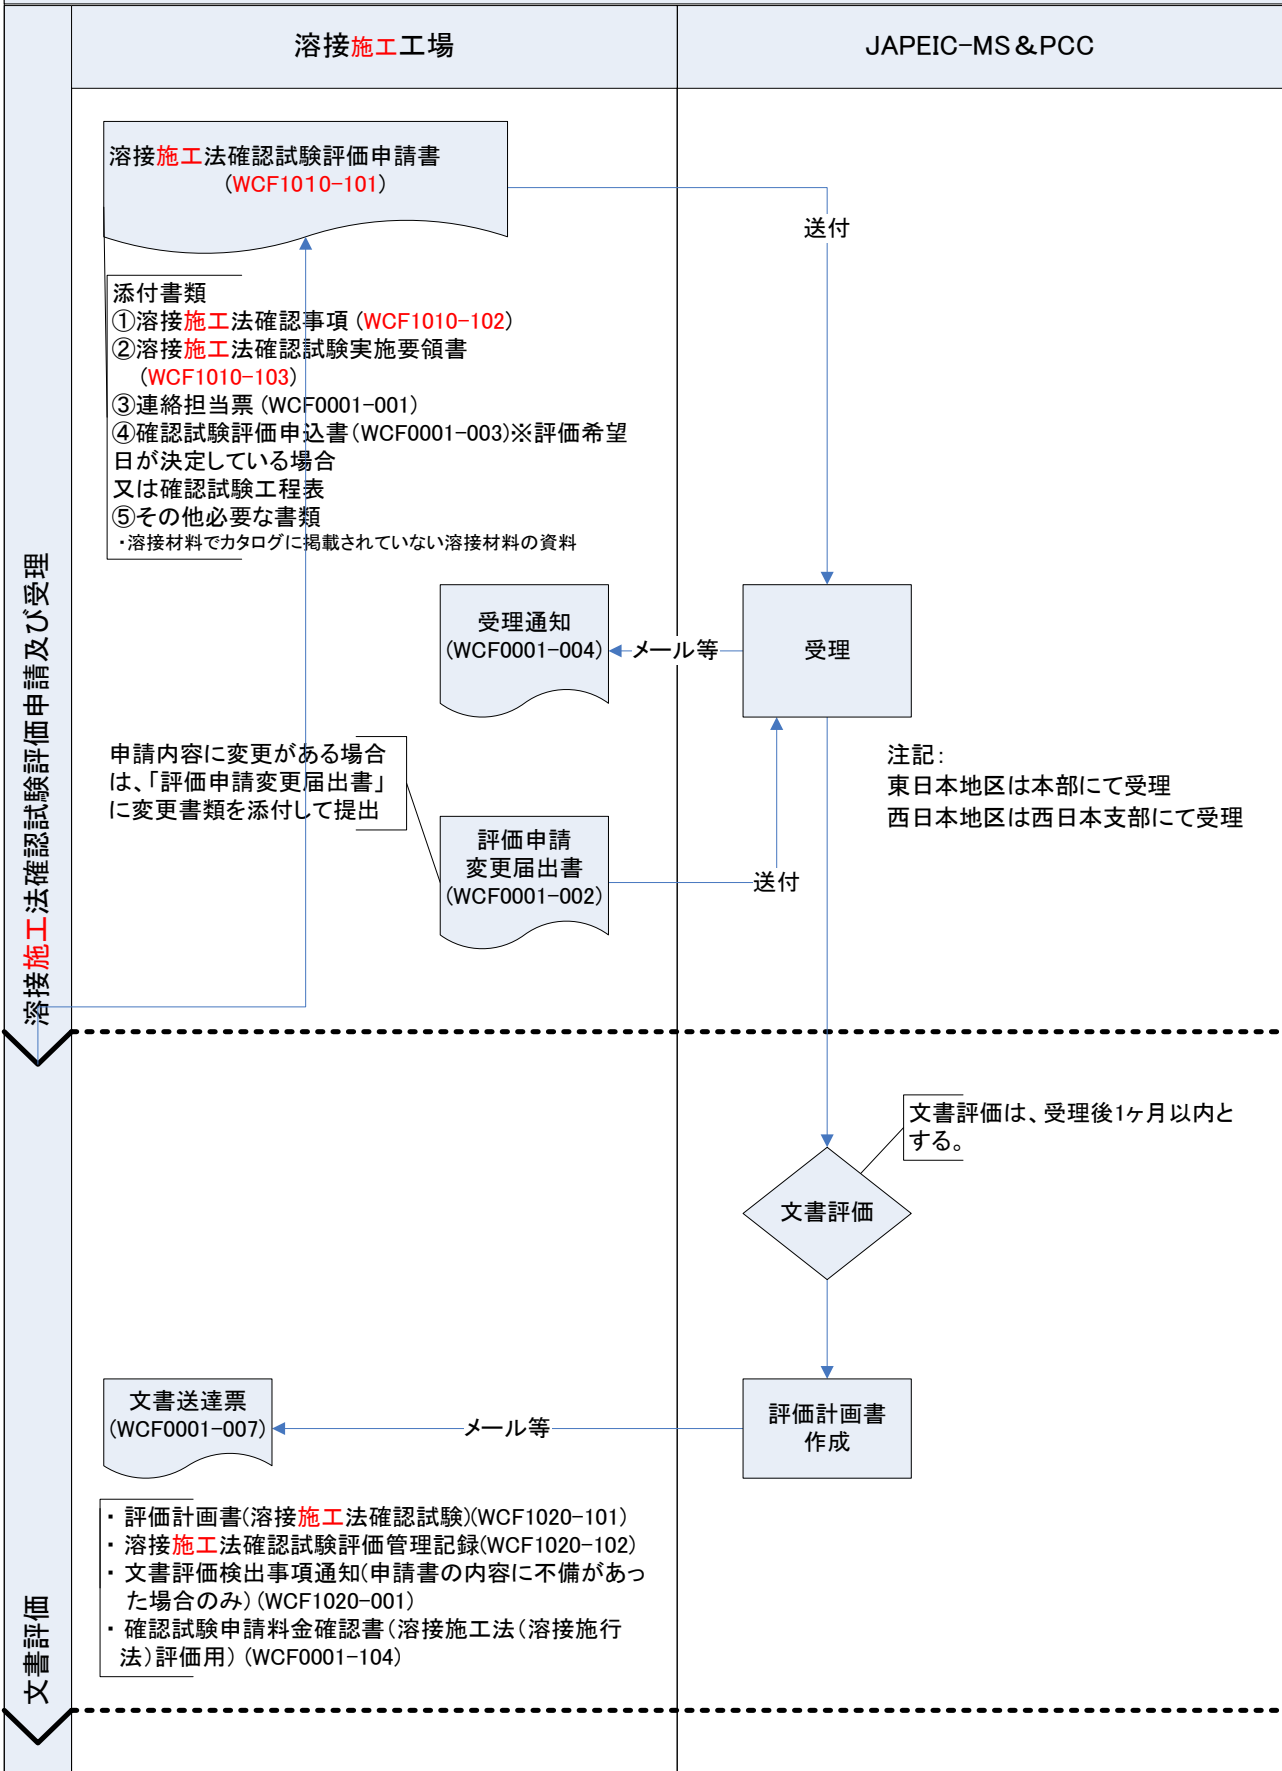 溶接施工工場
JAPEIC-MS&PCC
溶接施工法確認試験評価申請及び受理
溶接施工法確認試験評価申請書
(WCF1010-101)
送付
添付書類
①溶接施工法確認事項(WCF1010-102)
②溶接施工法確認試験実施要領書
(WCF1010-103)
③連絡担当票(WCF0001-001)
④確認試験評価申込書(WCF0001-003)※評価希望
日が決定している場合
又は確認試験工程表
⑤その他必要な書類
・溶接材料でカタログに掲載されていない溶接材料の資料
受理通知
(WCF0001-004)
メール等
受理
申請内容に変更がある場合
は、「評価申請変更届出書」
に変更書類を添付して提出
注記:
東日本地区は本部にて受理
西日本地区は西日本支部にて受理
評価申請
変更届出書
(WCF0001-002)
送付
文書評価
文書評価は、受理後1ヶ月以内と
する。
文書評価
評価計画書
作成
メール等
文書送達票
(WCF0001-007)
・評価計画書(溶接施工法確認試験)(WCF1020-101)
・溶接施工法確認試験評価管理記録(WCF1020-102)
・文書評価検出事項通知(申請書の内容に不備があっ
た場合のみ)(WCF1020-001)
・確認試験申請料金確認書(溶接施工法(溶接施行
法)評価用)(WCF0001-104)